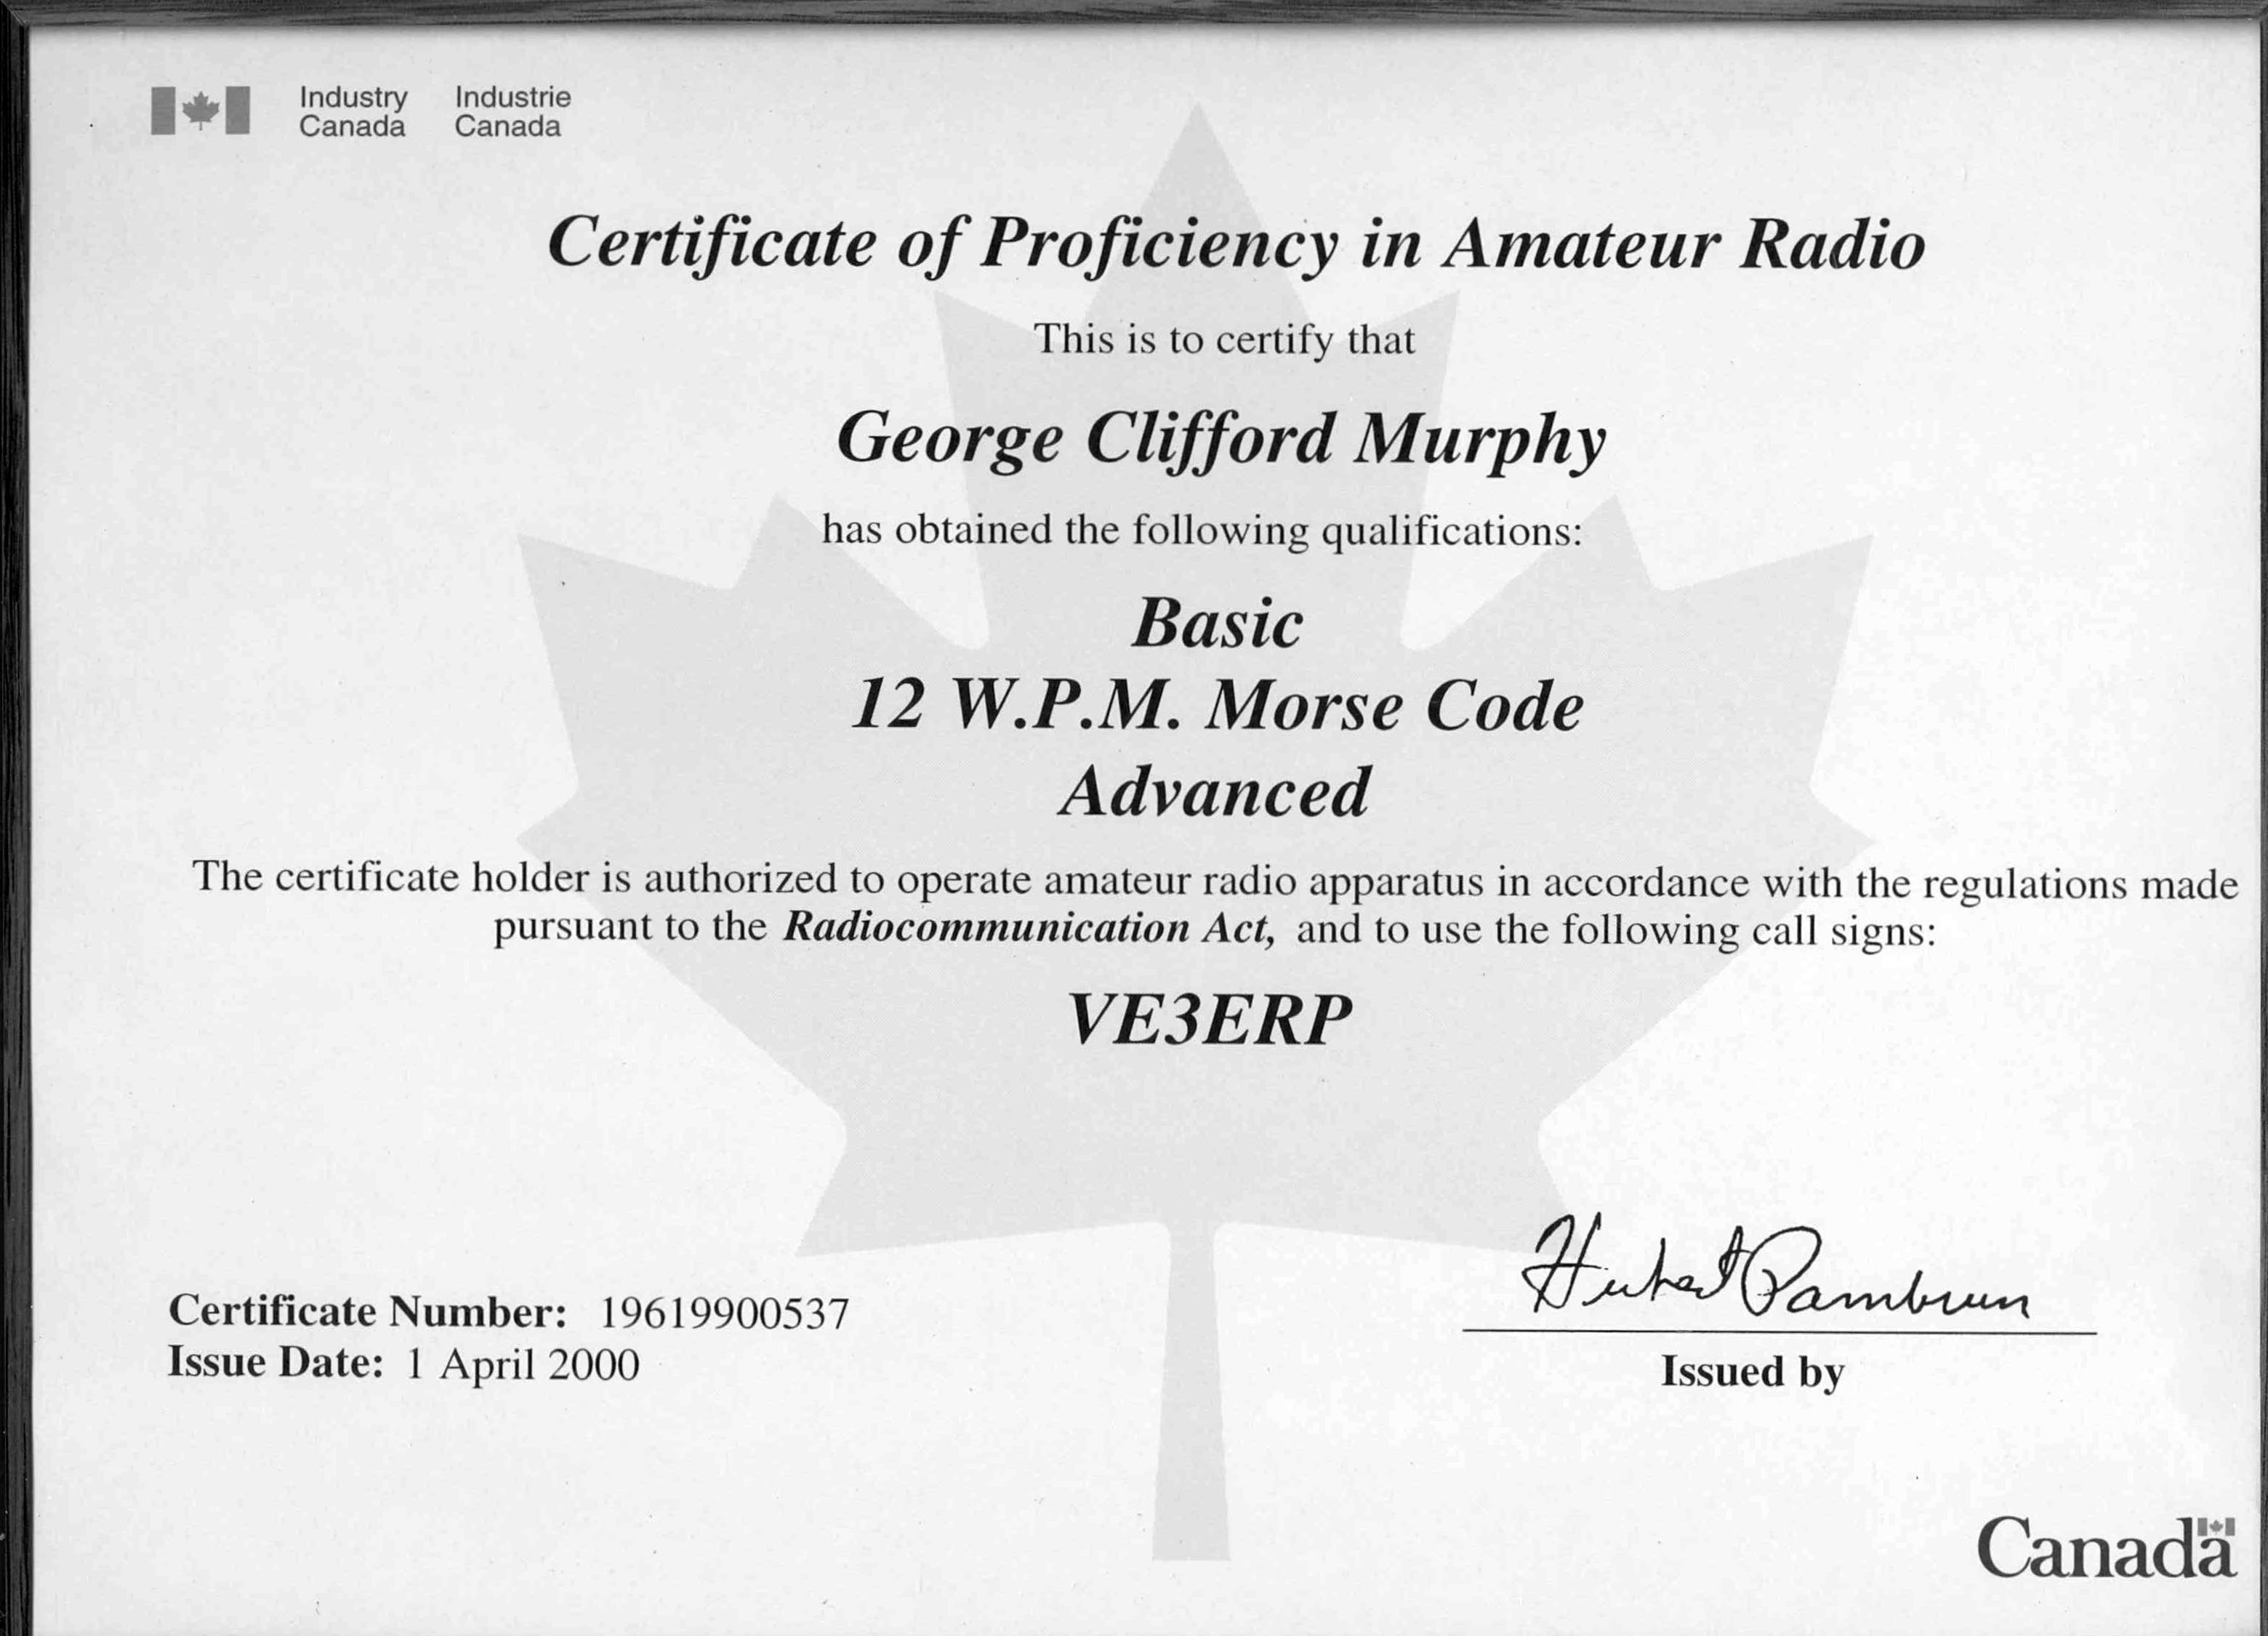 Industry Canada
Industrie Canada
Certificate of Proficiency in Amateur Radio
This is to certify that
George Clifford Murphy
has obtained the following qualifications:
Basic
12 W.P.M. Morse Code
Advanced
The certificate holder is authorized to operate amateur radio apparatus in accordance with the regulations made
pursuant to the Radiocommunication Act, and to use the following call signs:
VE3ERP
Hubert Pambrun
Certificate Number: 19619900537
Issue Date: 1 April 2000
Issued by
Canada